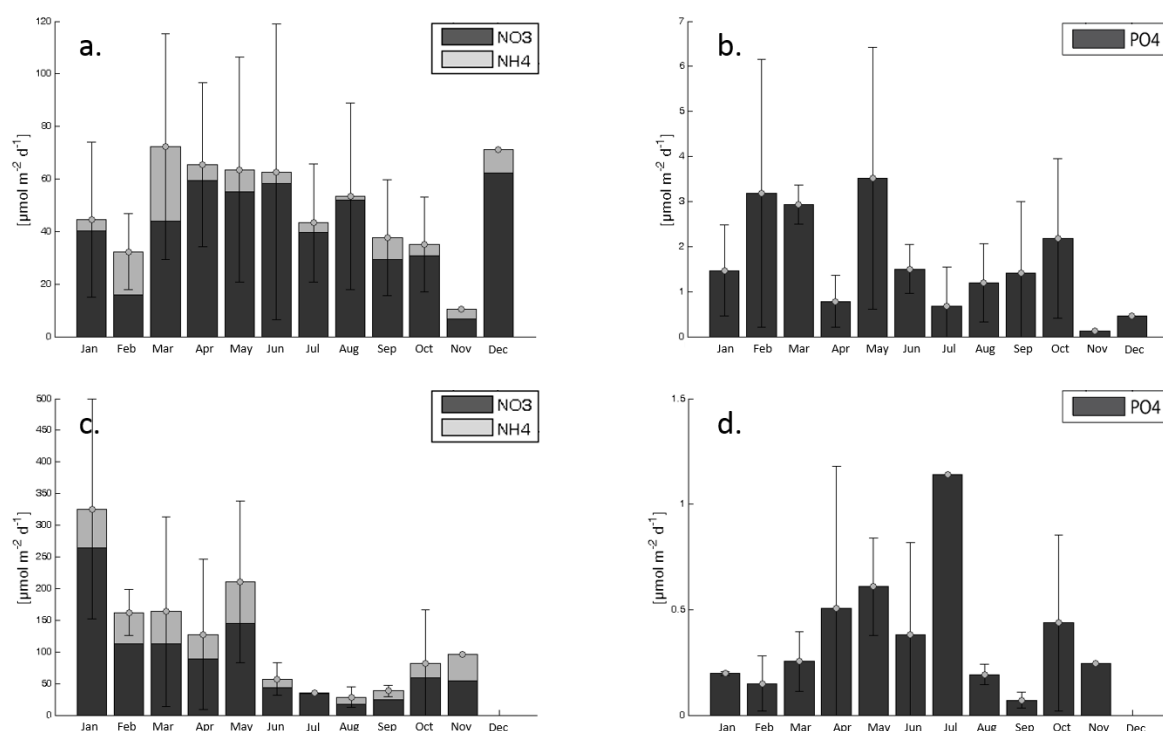 a.
NO3
NH4
[μmol m⁻² d⁻¹]
120
100
80
60
40
20
0
Jan Feb Mar Apr May Jun Jul Aug Sep Oct Nov Dec
b.
PO4
[μmol m⁻² d⁻¹]
7
6
5
4
3
2
1
0
Jan Feb Mar Apr May Jun Jul Aug Sep Oct Nov Dec
c.
NO3
NH4
[μmol m⁻² d⁻¹]
500
450
400
350
300
250
200
150
100
50
0
Jan Feb Mar Apr May Jun Jul Aug Sep Oct Nov Dec
d.
PO4
[μmol m⁻² d⁻¹]
1.5
1
0.5
0
Jan Feb Mar Apr May Jun Jul Aug Sep Oct Nov Dec